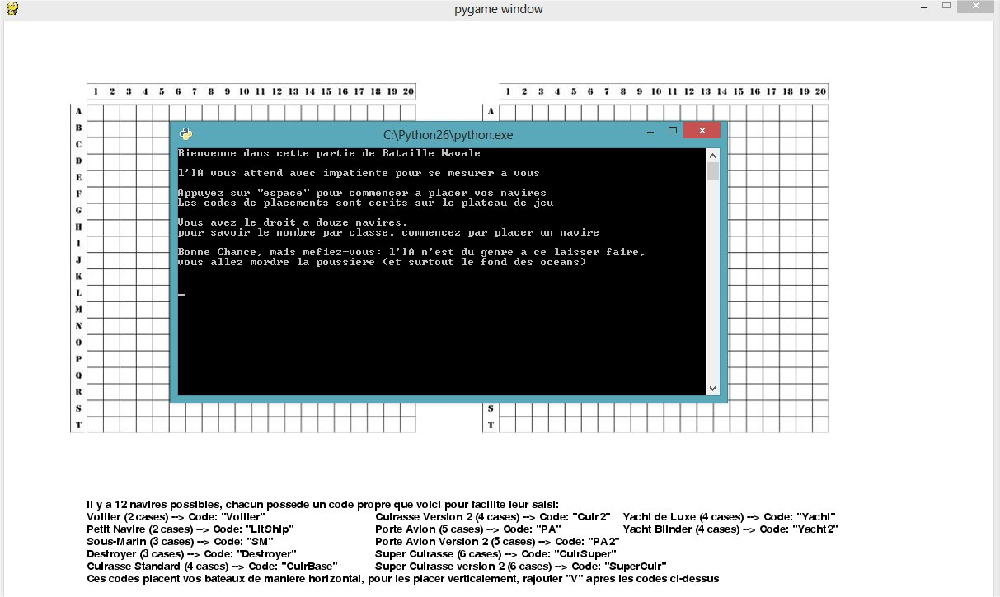 pygame window
1 2 3 4 5 6 7 8 9 10 11 12 13 14 15 16 17 18 19 20
1 2 3 4 5 6 7 8 9 10 11 12 13 14 15 16 17 18 19 20
A
B
C
D
E
F
G
H
I
J
K
L
M
N
O
P
Q
R
S
T
A
S
T
C:\Python26\python.exe
Bienvenue dans cette partie de Bataille Navale
l'IA vous attend avec impatiente pour se mesurer a vous
Appuyez sur "espace" pour commencer a placer vos navires
Les codes de placements sont ecrits sur le plateau de jeu
Vous avez le droit a douze navires,
pour savoir le nombre par classe, commencez par placer un navire
Bonne Chance, mais mefiez-vous: l'IA n'est du genre a ce laisser faire,
vous allez mordre la poussiere (et surtout le fond des oceans)
Il y a 12 navires possibles, chacun possede un code propre que voici pour facilite leur saisi:
Voilier (2 cases) --> Code: "Voilier"
Petit Navire (2 cases) --> Code: "LitShip"
Sous-Marin (3 cases) --> Code: "SM"
Destroyer (3 cases) --> Code: "Destroyer"
Cuirasse Standard (4 cases) --> Code: "CuirBase"
Cuirasse Version 2 (4 cases) --> Code: "Cuir2"
Porte Avion (5 cases) --> Code: "PA"
Porte Avion Version 2 (5 cases) --> Code: "PA2"
Super Cuirasse (6 cases) --> Code: "CuirSuper"
Super Cuirasse version 2 (6 cases) --> Code: "SuperCuir"
Yacht de Luxe (4 cases) --> Code: "Yacht"
Yacht Blinder (4 cases) --> Code: "Yacht2"
Ces codes placent vos bateaux de maniere horizontal, pour les placer verticalement, rajouter "V" apres les codes ci-dessus